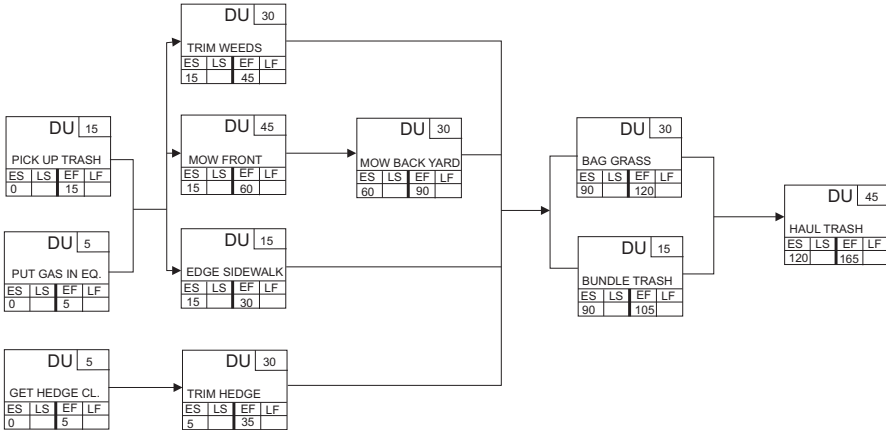 DU 30
TRIM WEEDS
ES LS EF LF
15 45
DU 15
PICK UP TRASH
ES LS EF LF
0 15
DU 45
MOW FRONT
ES LS EF LF
15 60
DU 30
MOW BACK YARD
ES LS EF LF
60 90
DU 30
BAG GRASS
ES LS EF LF
90 120
DU 45
HAUL TRASH
ES LS EF LF
120 165
DU 5
PUT GAS IN EQ.
ES LS EF LF
0 5
DU 15
EDGE SIDEWALK
ES LS EF LF
15 30
DU 15
BUNDLE TRASH
ES LS EF LF
90 105
DU 5
GET HEDGE CL.
ES LS EF LF
0 5
DU 30
TRIM HEDGE
ES LS EF LF
5 35